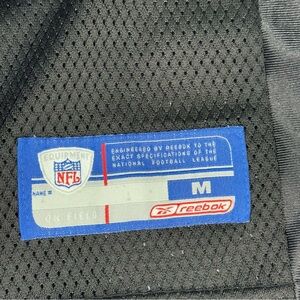 EQUIPMENT
NFL
ENGINEERED BY REEBOK TO THE
EXACT SPECIFICATIONS OF THE
NATIONAL FOOTBALL LEAGUE
NAME
M
ON FIELD
Reebok